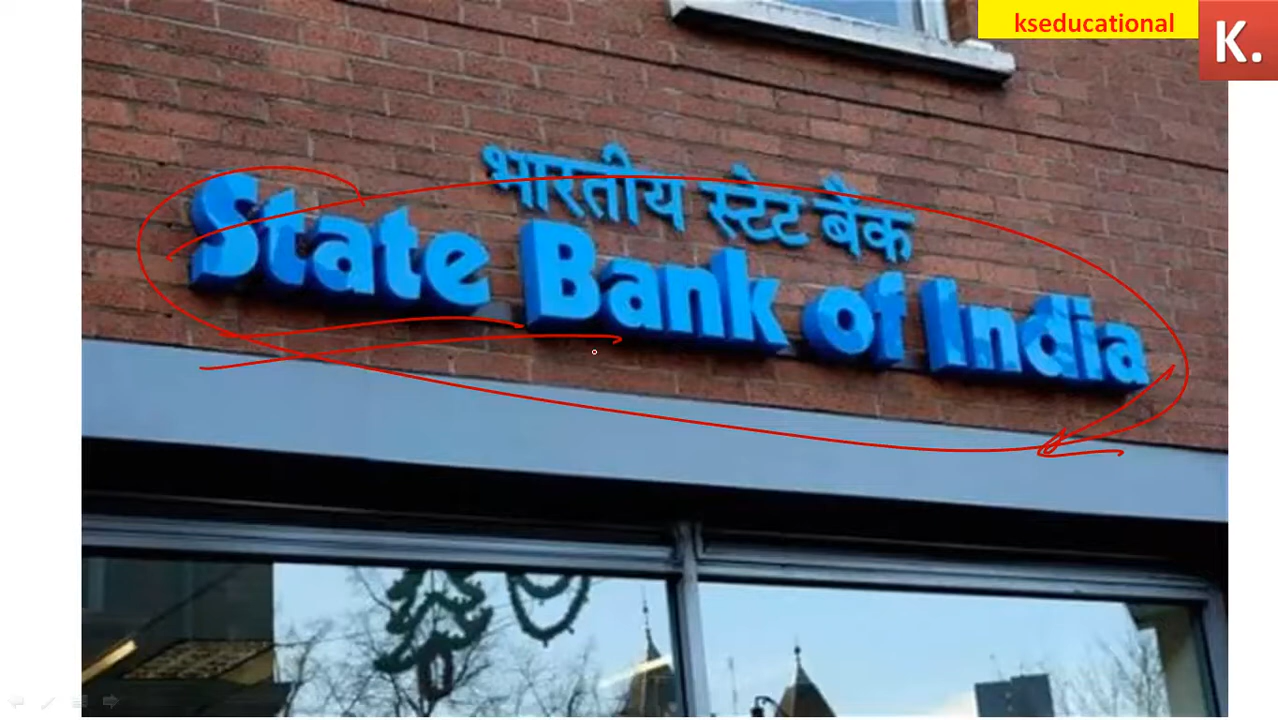 kseducational
K.
भारतीय स्टेट बैंक
State Bank of India